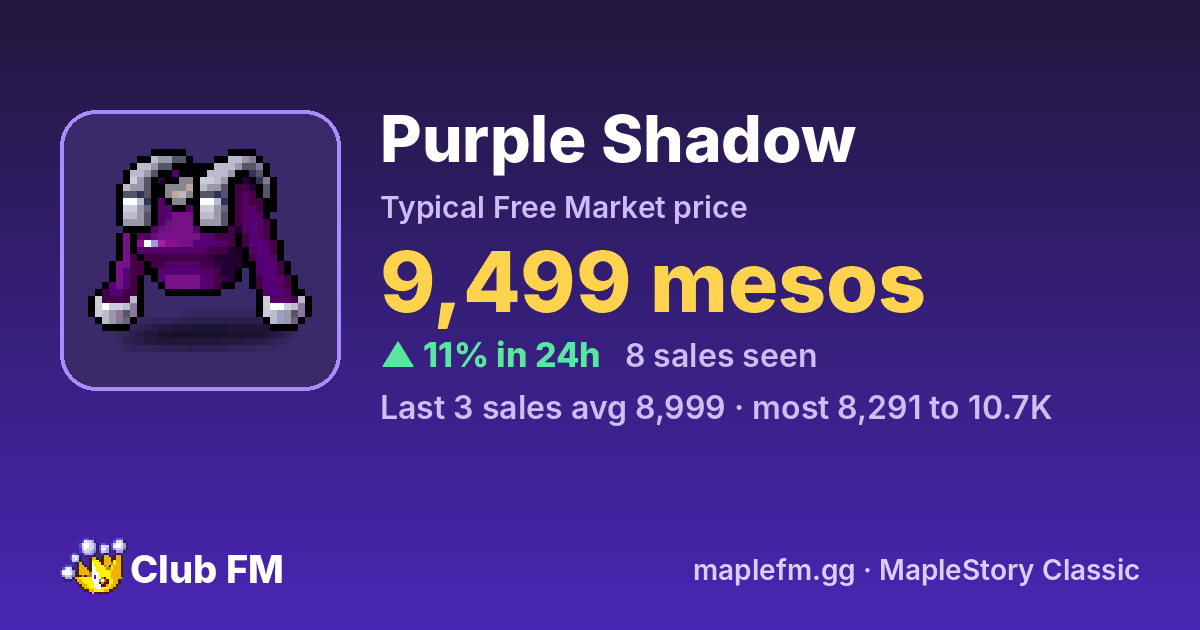 Purple Shadow
Typical Free Market price
9,499 mesos
▲ 11% in 24h 8 sales seen
Last 3 sales avg 8,999 · most 8,291 to 10.7K
Club FM
maplefm.gg · MapleStory Classic